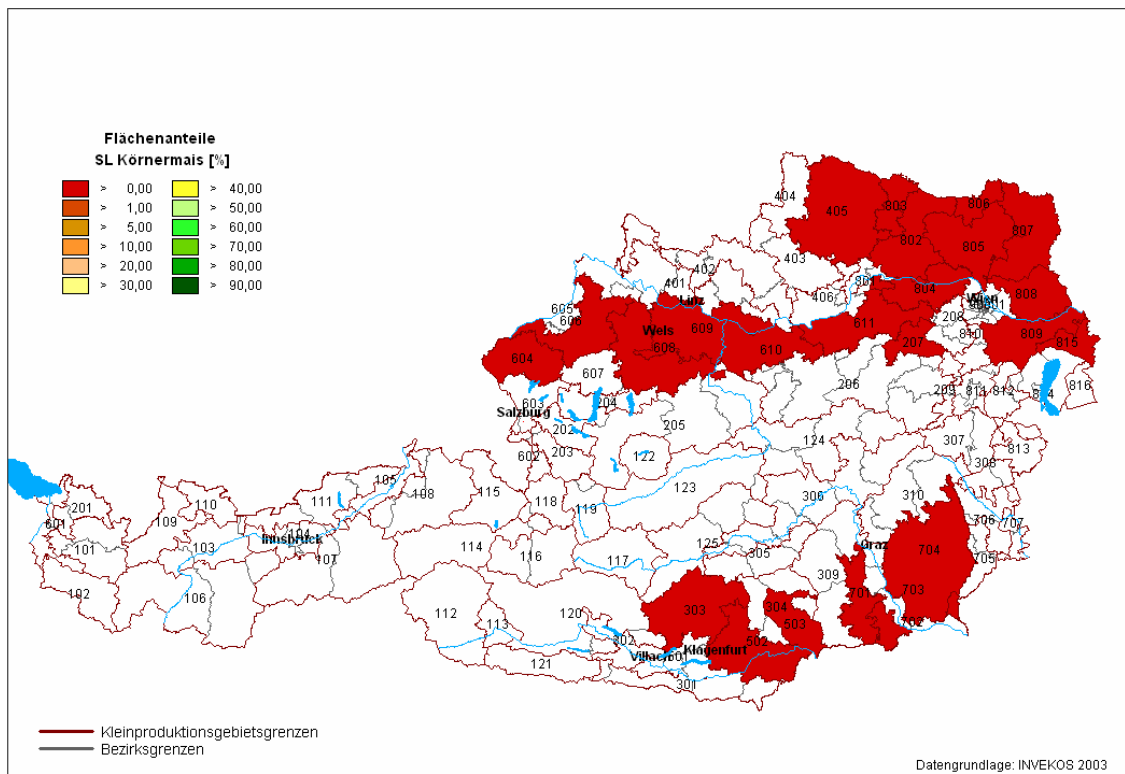 Flächenanteile
SL Körnermais [%]
> 0,00 > 40,00
> 1,00 > 50,00
> 5,00 > 60,00
> 10,00 > 70,00
> 20,00 > 80,00
> 30,00 > 90,00
404
405 803 806 807
802 805
403
402
401
406 801 804 808
Linz Wien
605 606
208
Wels 609 611 810 809 815
608 610 207
604
607
206 209 811 812 814 816
603 204
Salzburg
202 205
602 203 124 307 813
122 308
105 108 115 123
111 118 306 310
201 110 119 706 707
601 109
101 103 104
Innsbruck 107 114 116 117 125 305 Graz 704 705
102 106 309 703
112 113 120 303 304 701
302 502 503 702
Villach Klagenfurt
121 301
Kleinproduktionsgebietsgrenzen
Bezirksgrenzen
Datengrundlage: INVEKOS 2003